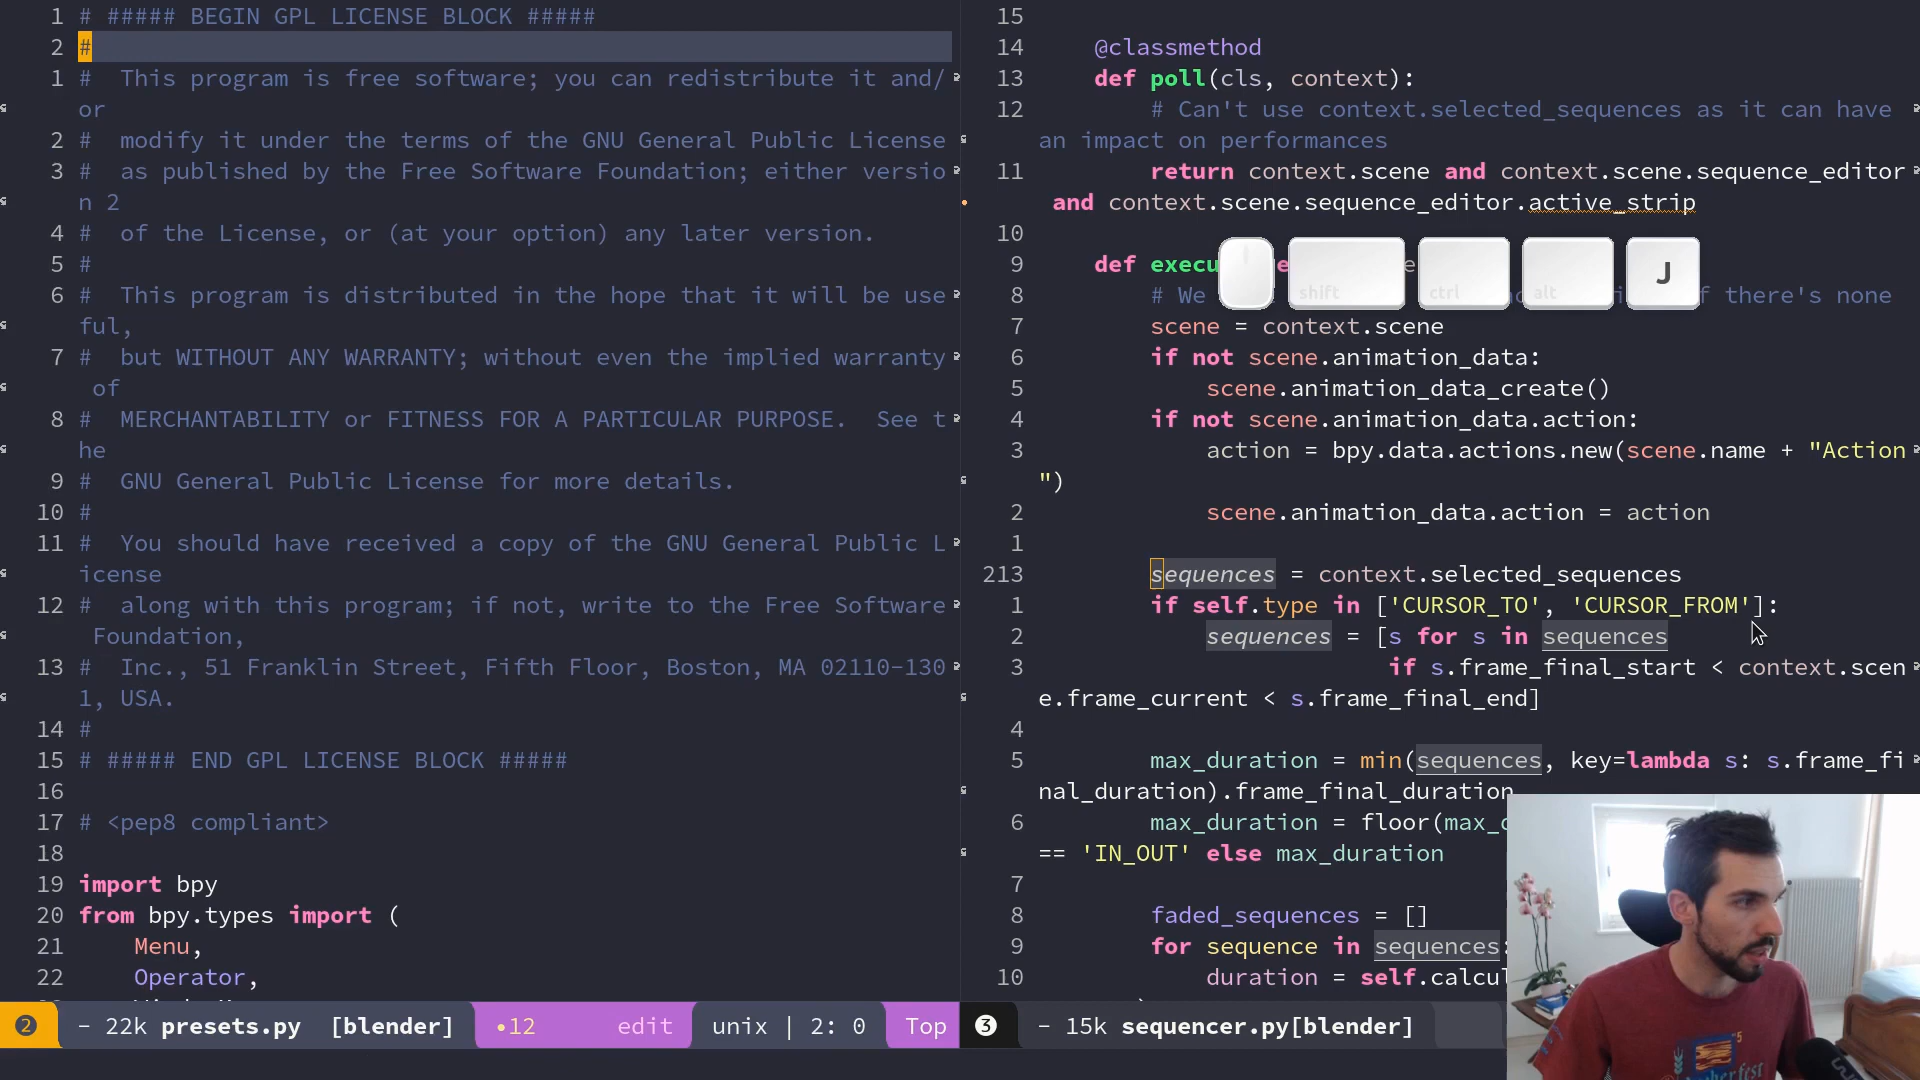 1 # ##### BEGIN GPL LICENSE BLOCK #####
2 #
1 #  This program is free software; you can redistribute it and/
or
2 #  modify it under the terms of the GNU General Public License
3 #  as published by the Free Software Foundation; either versio
n 2
4 #  of the License, or (at your option) any later version.
5 #
6 #  This program is distributed in the hope that it will be use
ful,
7 #  but WITHOUT ANY WARRANTY; without even the implied warranty
 of
8 #  MERCHANTABILITY or FITNESS FOR A PARTICULAR PURPOSE.  See t
he
9 #  GNU General Public License for more details.
10 #
11 #  You should have received a copy of the GNU General Public L
icense
12 #  along with this program; if not, write to the Free Software
 Foundation,
13 #  Inc., 51 Franklin Street, Fifth Floor, Boston, MA 02110-130
1, USA.
14 #
15 # ##### END GPL LICENSE BLOCK #####
16
17 # <pep8 compliant>
18
19 import bpy
20 from bpy.types import (
21     Menu,
22     Operator,
2 - 22k presets.py [blender] •12 edit unix | 2: 0 Top
15
14     @classmethod
13     def poll(cls, context):
12         # Can't use context.selected_sequences as it can have
an impact on performances
11         return context.scene and context.scene.sequence_editor
 and context.scene.sequence_editor.active_strip
10
9     def execu e e
8         # We f there's none
shift ctrl alt J
7         scene = context.scene
6         if not scene.animation_data:
5             scene.animation_data_create()
4         if not scene.animation_data.action:
3             action = bpy.data.actions.new(scene.name + "Action
")
2             scene.animation_data.action = action
1
213         sequences = context.selected_sequences
1         if self.type in ['CURSOR_TO', 'CURSOR_FROM']:
2             sequences = [s for s in sequences
3                          if s.frame_final_start < context.scen
e.frame_current < s.frame_final_end]
4
5         max_duration = min(sequences, key=lambda s: s.frame_fi
nal_duration).frame_final_duration
6         max_duration = floor(max_d
== 'IN_OUT' else max_duration
7
8         faded_sequences = []
9         for sequence in sequences:
10             duration = self.calcul
3 - 15k sequencer.py[blender]